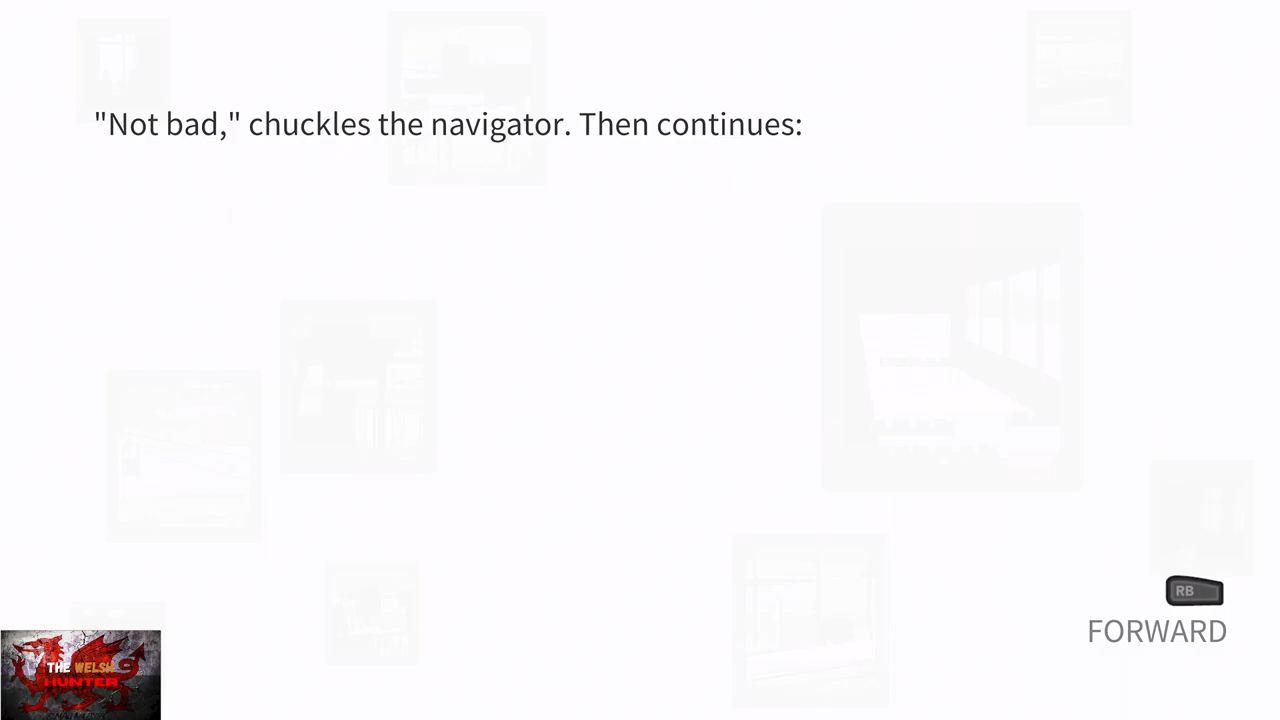 "Not bad," chuckles the navigator. Then continues:
RB
FORWARD
THE WELSH
HUNTER